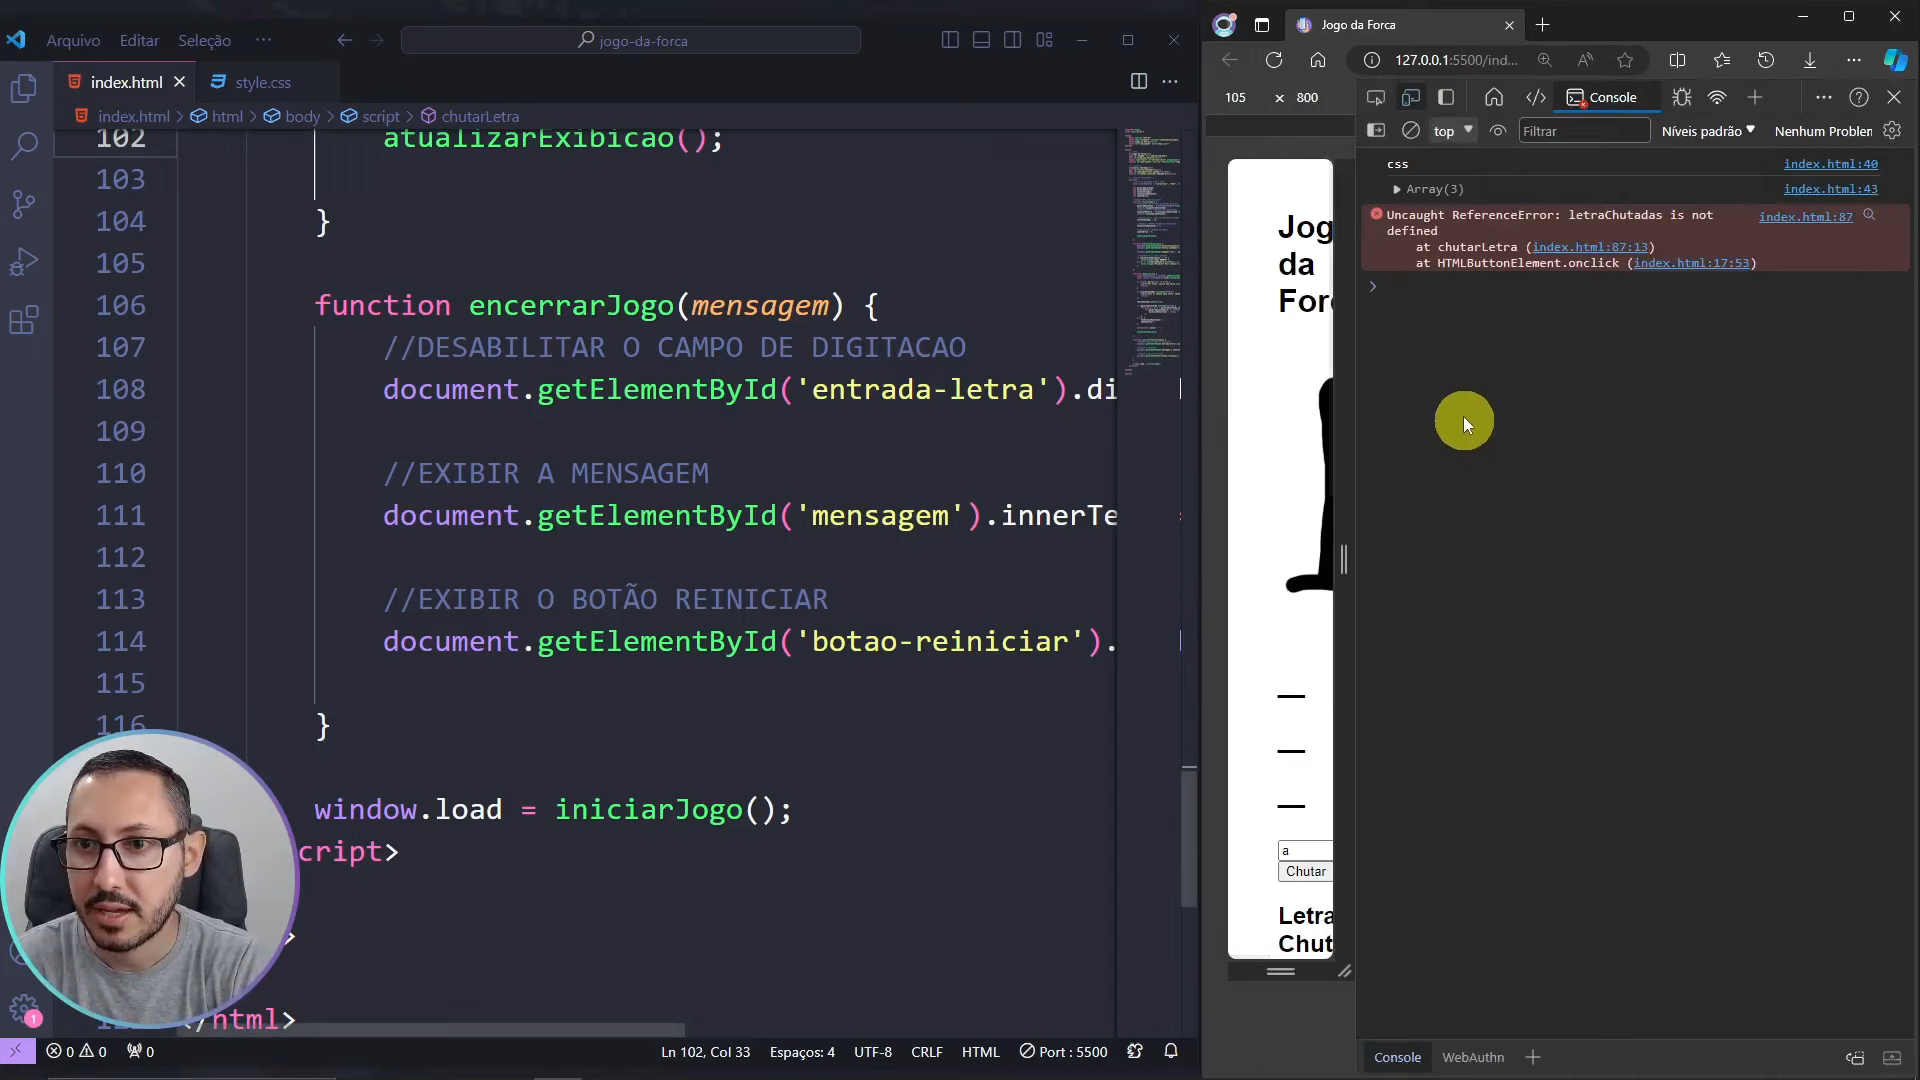 Arquivo Editar Seleção ···
jogo-da-forca
index.html
style.css
index.html > html > body > script > chutarLetra
102 atualizarExibicao();
103
104 }
105
106 function encerrarJogo(mensagem) {
107 //DESABILITAR O CAMPO DE DIGITACAO
108 document.getElementById('entrada-letra').di
109
110 //EXIBIR A MENSAGEM
111 document.getElementById('mensagem').innerTe
112
113 //EXIBIR O BOTÃO REINICIAR
114 document.getElementById('botao-reiniciar').
115
116 }
window.load = iniciarJogo();
cript>
>
</html>
1
0 0 0
Ln 102, Col 33 Espaços: 4 UTF-8 CRLF HTML Port : 5500
Jogo da Forca
127.0.0.1:5500/ind...
105 × 800
Console
top Filtrar Níveis padrão Nenhum Problen
css index.html:40
Array(3) index.html:43
Uncaught ReferenceError: letraChutadas is not index.html:87
defined
at chutarLetra (index.html:87:13)
at HTMLButtonElement.onclick (index.html:17:53)
Jog
da
Forc
a
Chutar
Letra
Chut
Console WebAuthn